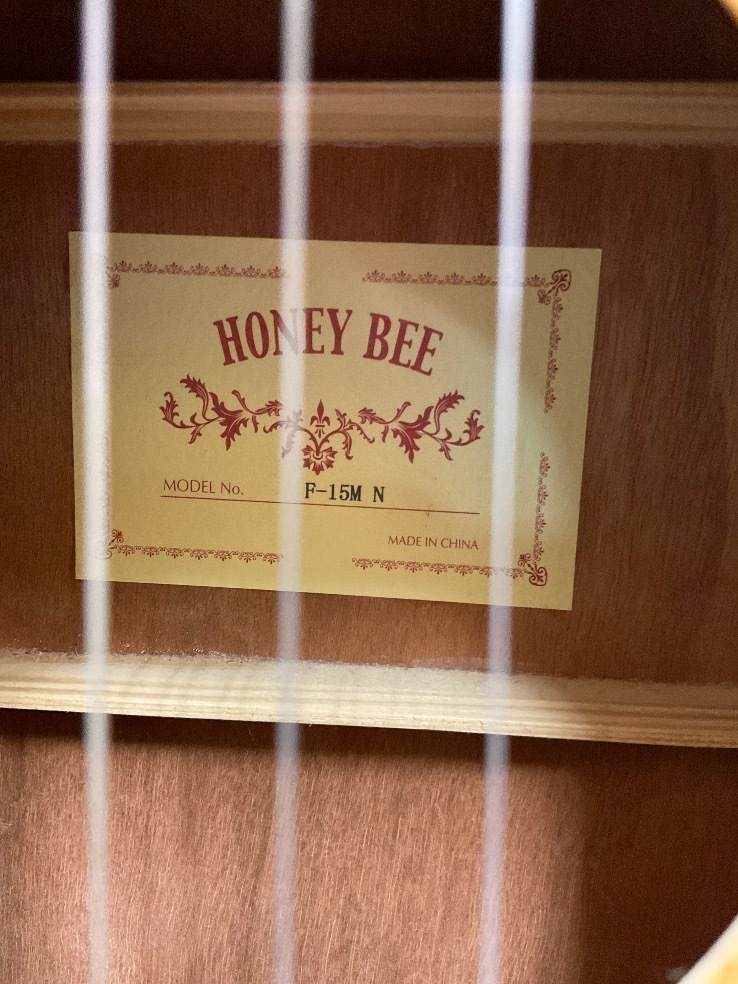 HONEY BEE
MODEL No. F-15M N
MADE IN CHINA